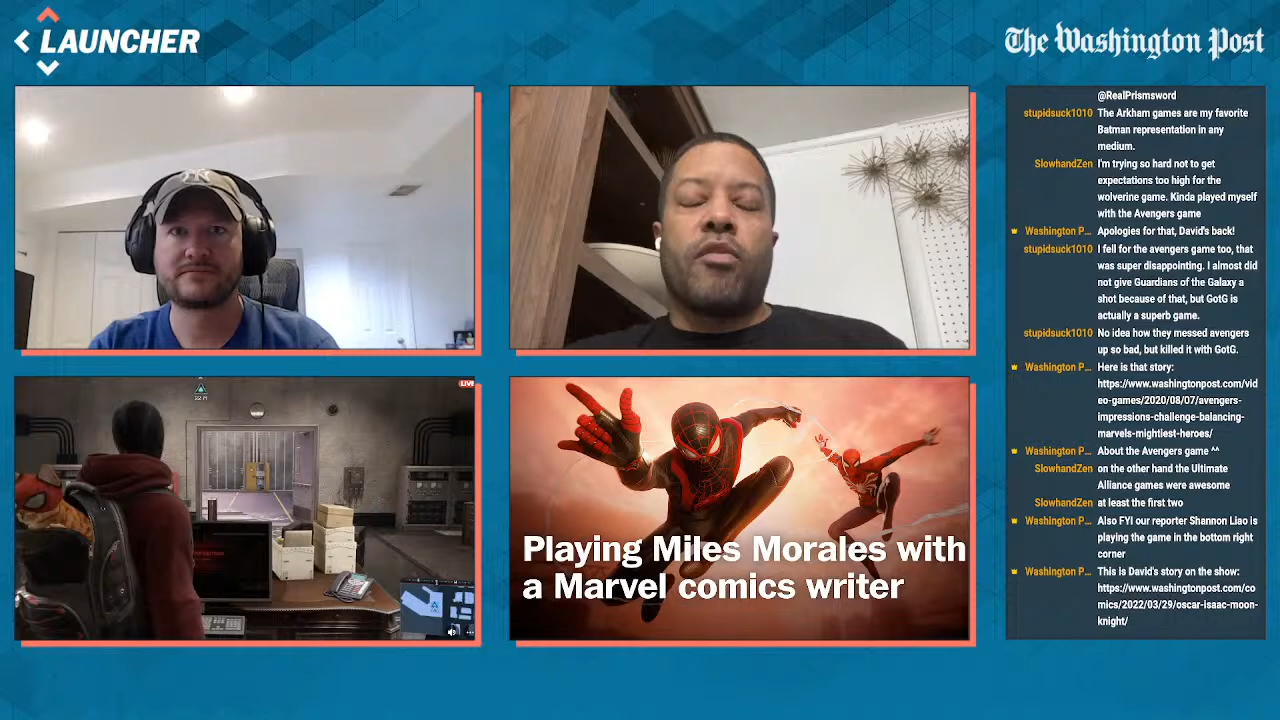 LAUNCHER
The Washington Post
LIVE
22 M
Playing Miles Morales with
a Marvel comics writer
@RealPrismsword
stupidsuck1010 The Arkham games are my favorite
Batman representation in any
medium.
SlowhandZen I'm trying so hard not to get
expectations too high for the
wolverine game. Kinda played myself
with the Avengers game
Washington P... Apologies for that, David's back!
stupidsuck1010 I fell for the avengers game too, that
was super disappointing. I almost did
not give Guardians of the Galaxy a
shot because of that, but GotG is
actually a superb game.
stupidsuck1010 No idea how they messed avengers
up so bad, but killed it with GotG.
Washington P... Here is that story:
https://www.washingtonpost.com/vid
eo-games/2020/08/07/avengers-
impressions-challenge-balancing-
marvels-mightiest-heroes/
Washington P... About the Avengers game ^^
SlowhandZen on the other hand the Ultimate
Alliance games were awesome
SlowhandZen at least the first two
Washington P... Also FYI our reporter Shannon Liao is
playing the game in the bottom right
corner
Washington P... This is David's story on the show:
https://www.washingtonpost.com/co
mics/2022/03/29/oscar-isaac-moon-
knight/